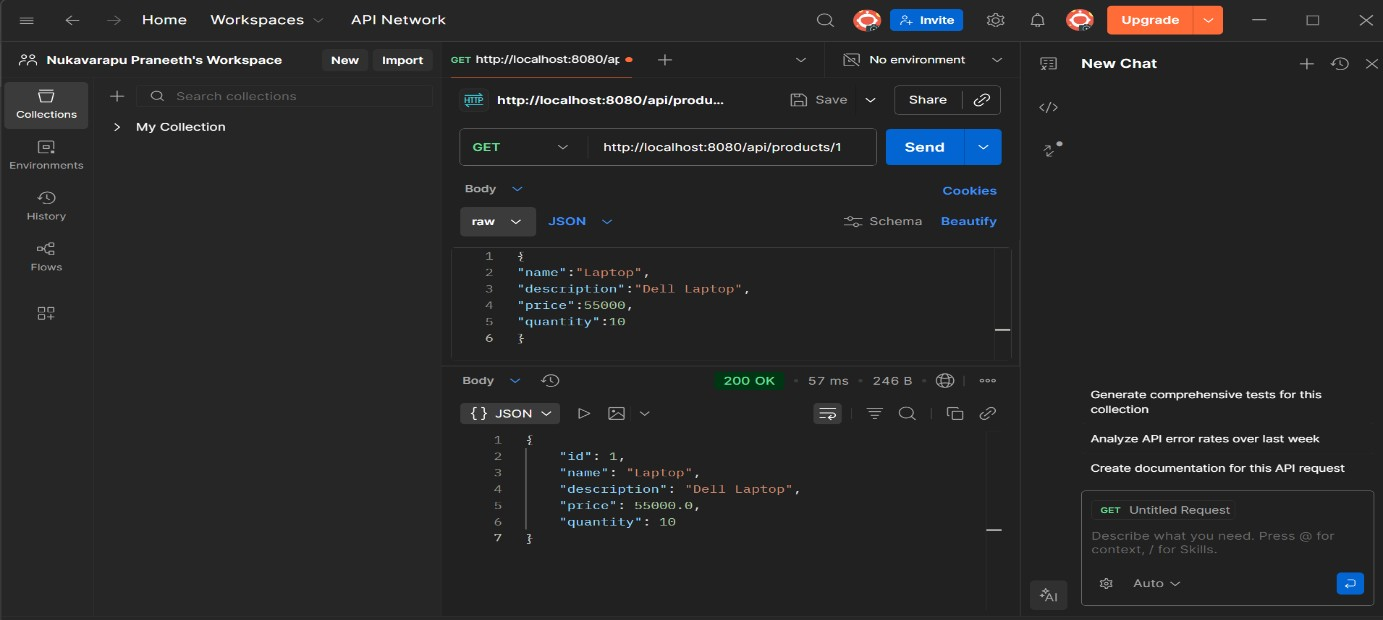 Home Workspaces API Network Invite Upgrade
Nukavarapu Praneeth's Workspace New Import
GET http://localhost:8080/ap No environment
New Chat
Collections
Search collections
My Collection
Environments
History
Flows
HTTP http://localhost:8080/api/produ... Save Share
GET http://localhost:8080/api/products/1 Send
Body Cookies
raw JSON Schema Beautify
1 {
2 "name":"Laptop",
3 "description":"Dell Laptop",
4 "price":55000,
5 "quantity":10
6 }
Body 200 OK • 57 ms • 246 B •
{} JSON
1 {
2 "id": 1,
3 "name": "Laptop",
4 "description": "Dell Laptop",
5 "price": 55000.0,
6 "quantity": 10
7 }
Generate comprehensive tests for this
collection
Analyze API error rates over last week
Create documentation for this API request
GET Untitled Request
Describe what you need. Press @ for
context, / for Skills.
Auto
AI